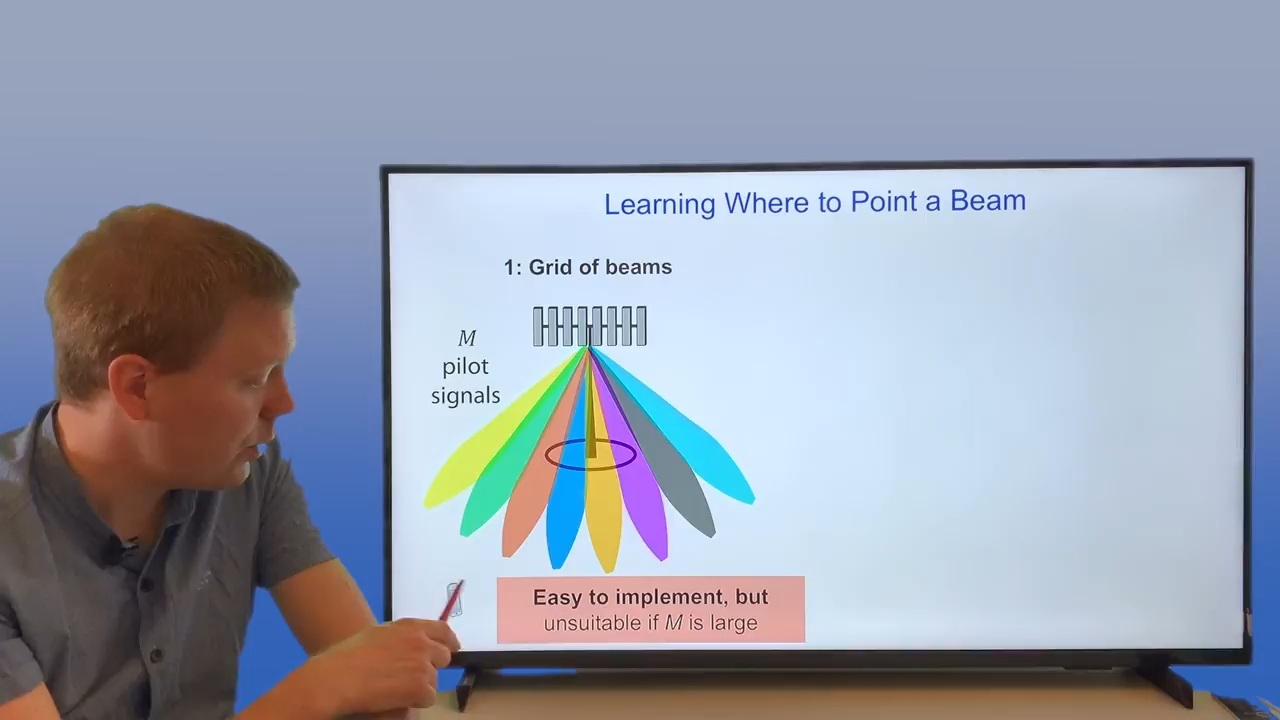 Learning Where to Point a Beam
1: Grid of beams
M
pilot
signals
Easy to implement, but
unsuitable if M is large